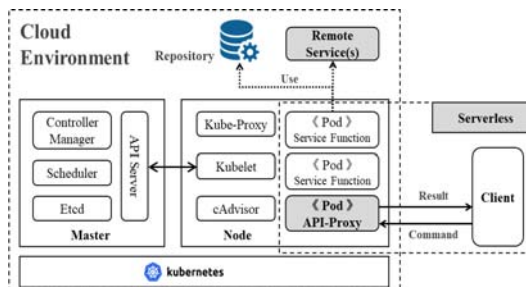 Cloud
Environment
Repository
Remote
Service(s)
Use
Controller
Manager
Scheduler
Etcd
API Server
Master
Kube-Proxy
Kubelet
cAdvisor
Node
《 Pod 》
Service Function
《 Pod 》
Service Function
《 Pod 》
API-Proxy
Serverless
Result
Command
Client
kubernetes